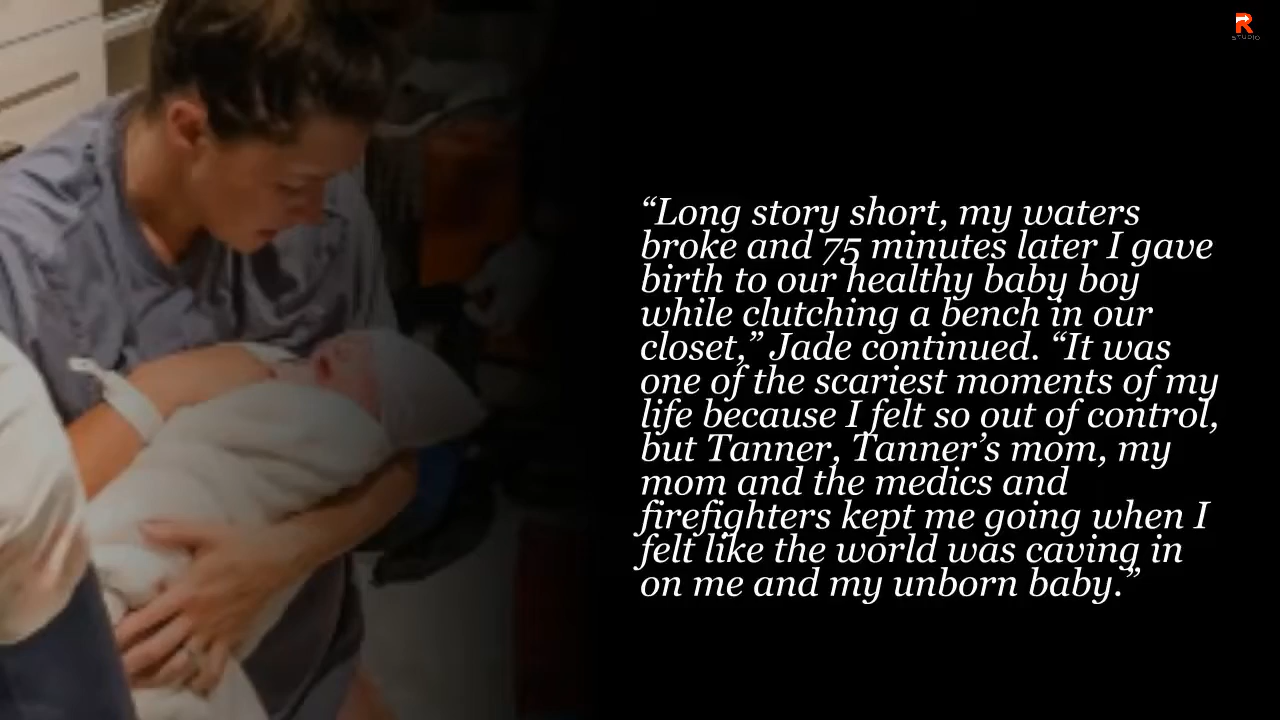 R
STUDIO
“Long story short, my waters
broke and 75 minutes later I gave
birth to our healthy baby boy
while clutching a bench in our
closet,” Jade continued. “It was
one of the scariest moments of my
life because I felt so out of control,
but Tanner, Tanner’s mom, my
mom and the medics and
firefighters kept me going when I
felt like the world was caving in
on me and my unborn baby.”